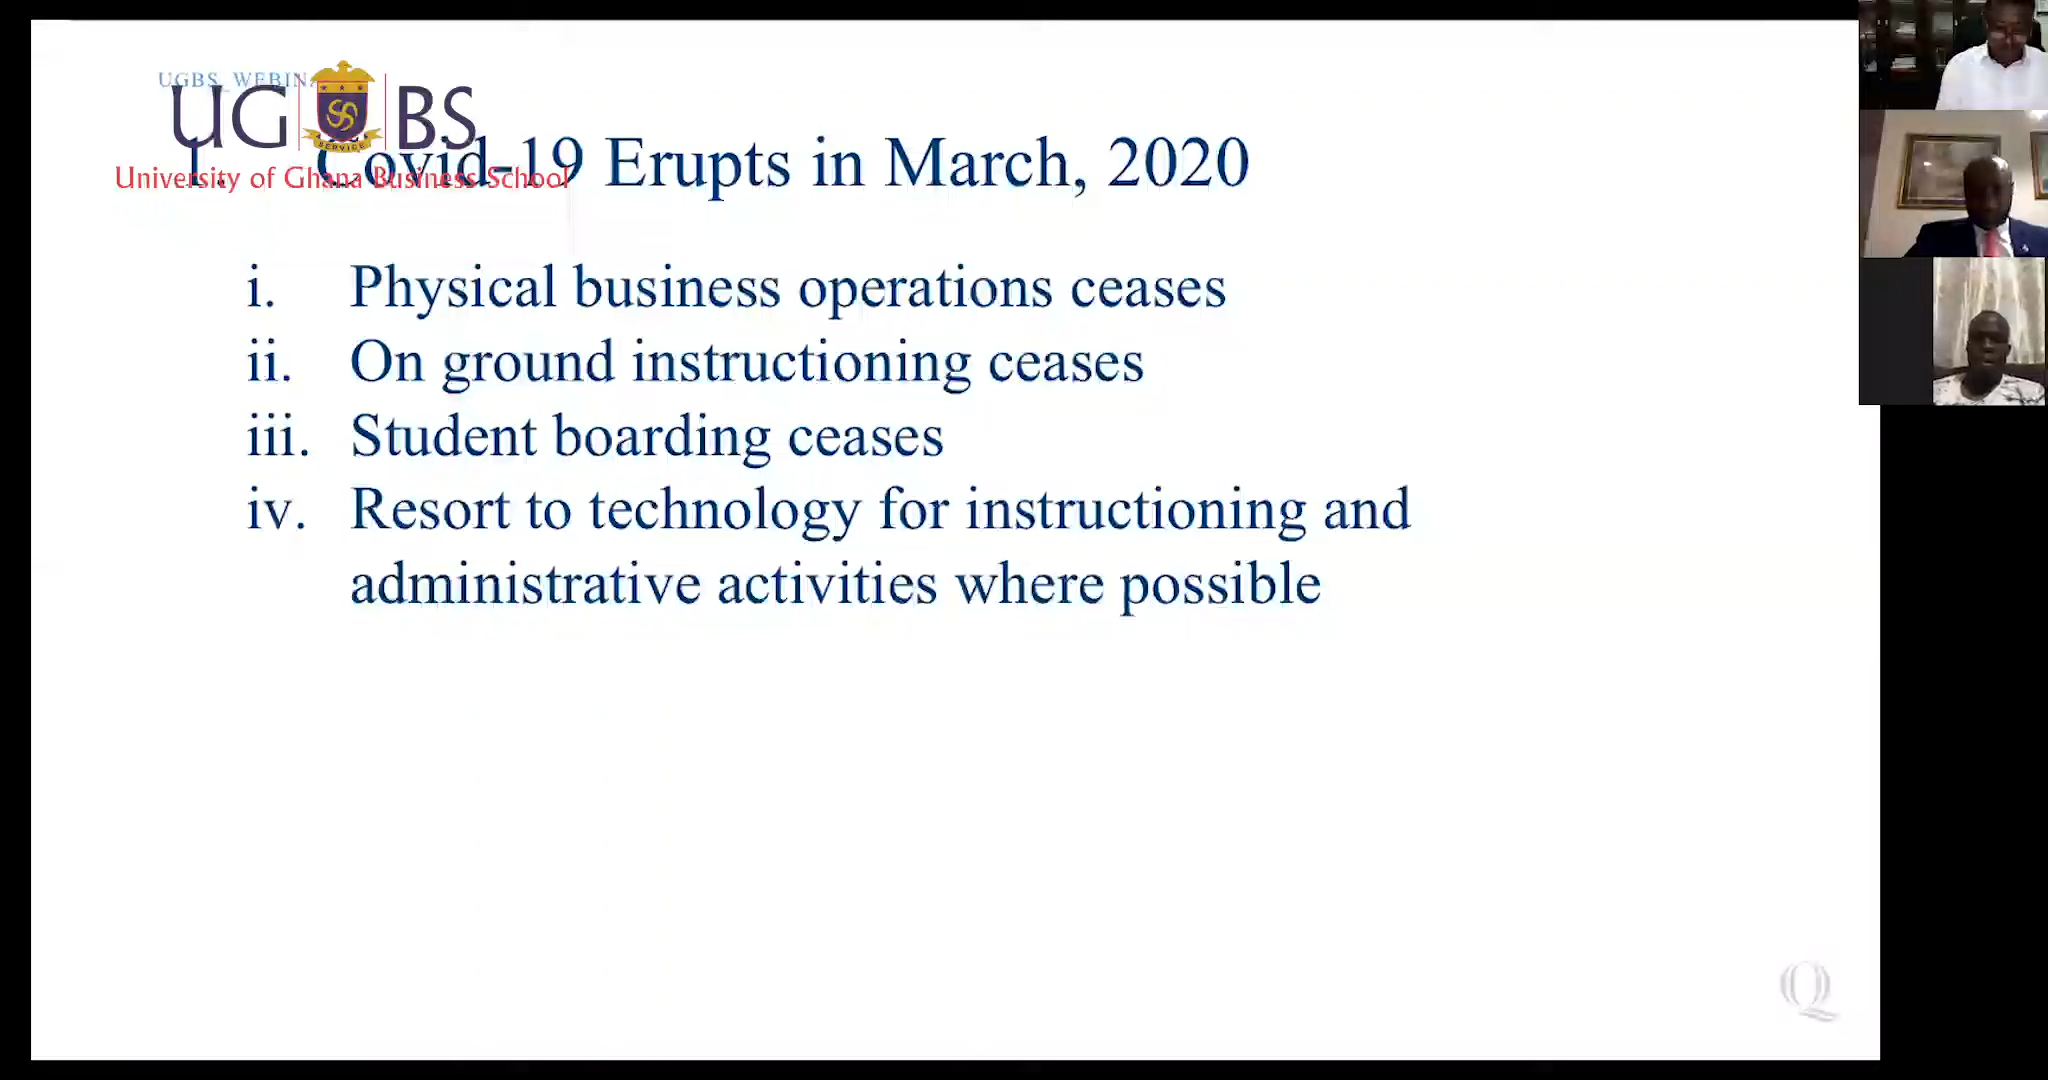 UGBS_WEBINA
UG BS
SERVICE
University of Ghana Business School
1. Covid-19 Erupts in March, 2020
i. Physical business operations ceases
ii. On ground instructioning ceases
iii. Student boarding ceases
iv. Resort to technology for instructioning and
administrative activities where possible
Q